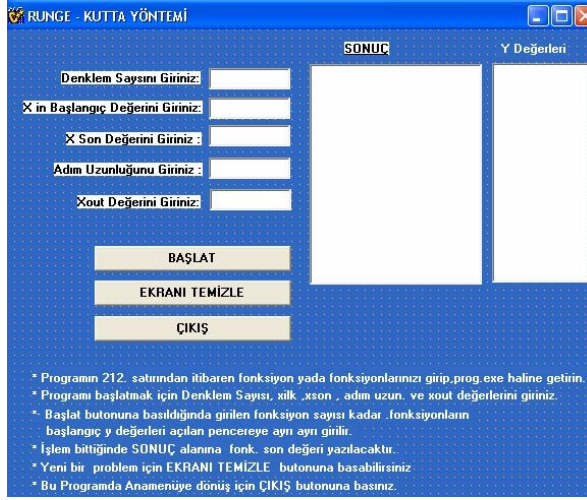 RUNGE - KUTTA YÖNTEMİ
SONUÇ
Y Değerleri
Denklem Saysını Giriniz:
X in Başlangıç Değerini Giriniz:
X Son Değerini Giriniz :
Adım Uzunluğunu Giriniz :
Xout Değerini Giriniz:
BAŞLAT
EKRANI TEMİZLE
ÇIKIŞ
* Programın 212. satırından itibaren fonksiyon yada fonksiyonlarınızı girip,prog.exe haline getirin.
* Programı başlatmak için Denklem Sayısı, xilk ,xson , adım uzun. ve xout değerlerini giriniz.
*- Başlat butonuna basıldığında girilen fonksiyon sayısı kadar .fonksiyonların
başlangıç y değerleri açılan pencereye ayrı ayrı girilir.
* İşlem bittiğinde SONUÇ alanına fonk. son değeri yazılacaktır.
* Yeni bir problem için EKRANI TEMİZLE butonuna basabilirsiniz
* Bu Programda Anamenüye dönüş için ÇIKIŞ butonuna basınız.